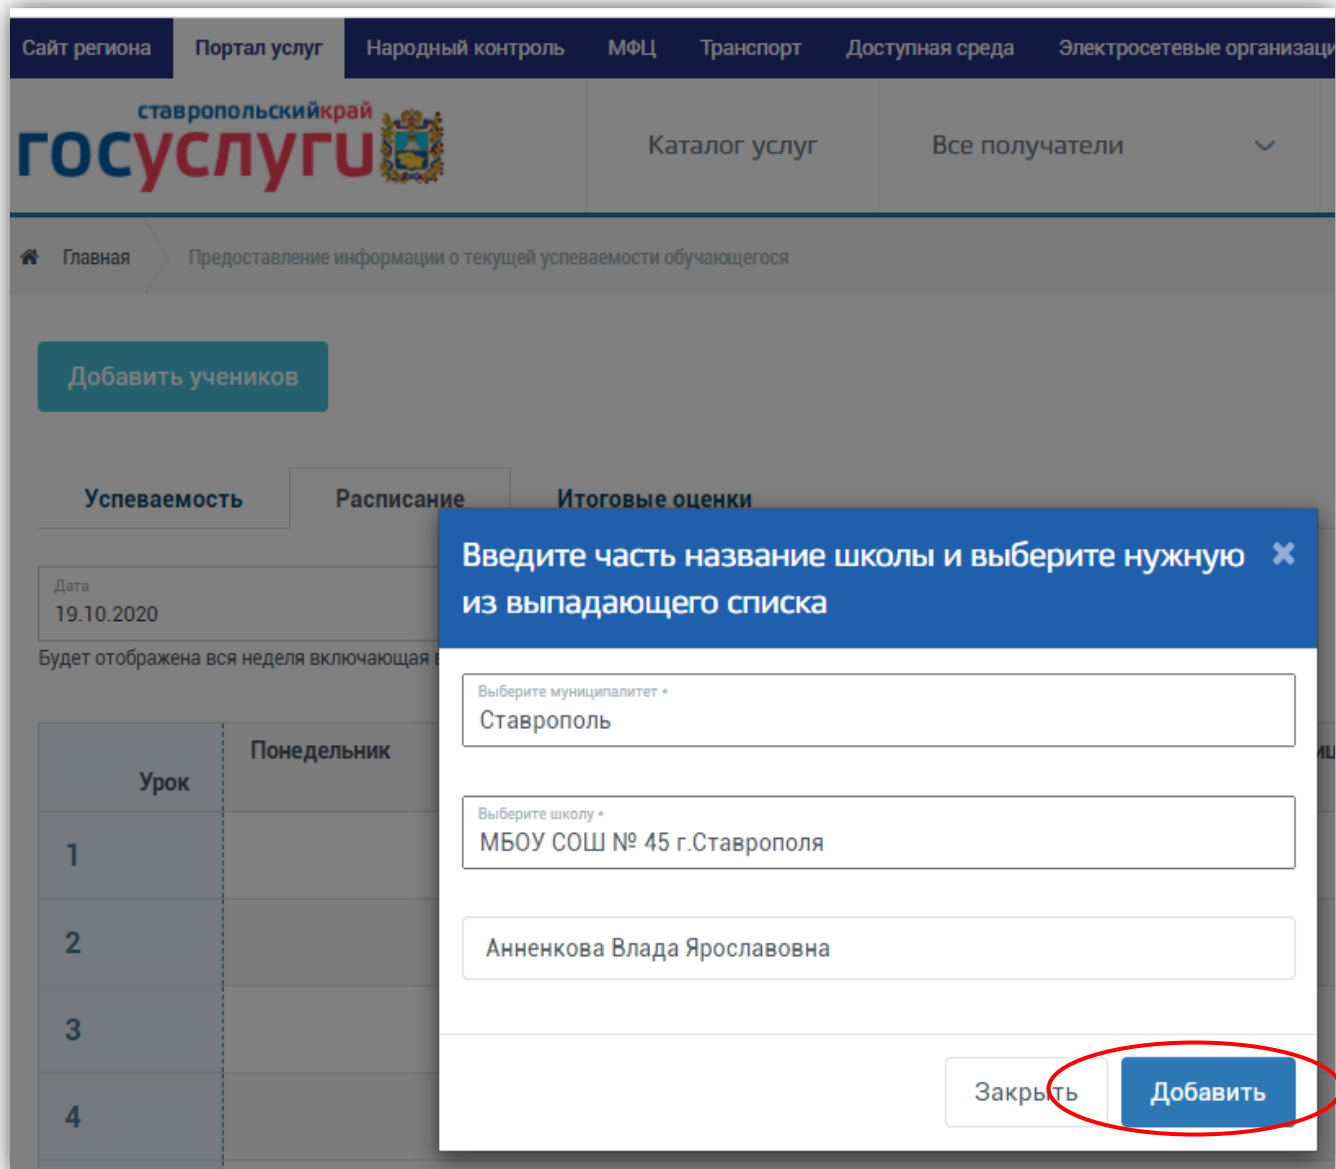 Сайт региона Портал услуг Народный контроль МФЦ Транспорт Доступная среда Электросетевые организаци
ставропольскийкрай
госуслуги
Каталог услуг Все получатели
Главная Предоставление информации о текущей успеваемости обучающегося
Добавить учеников
Успеваемость Расписание Итоговые оценки
Введите часть название школы и выберите нужную
из выпадающего списка
Дата
19.10.2020
Будет отображена вся неделя включающая
Выберите муниципалитет *
Ставрополь
Понедельник
Урок
Выберите школу *
МБОУ СОШ № 45 г.Ставрополя
1
2
Анненкова Влада Ярославовна
3
4
Закрыть Добавить